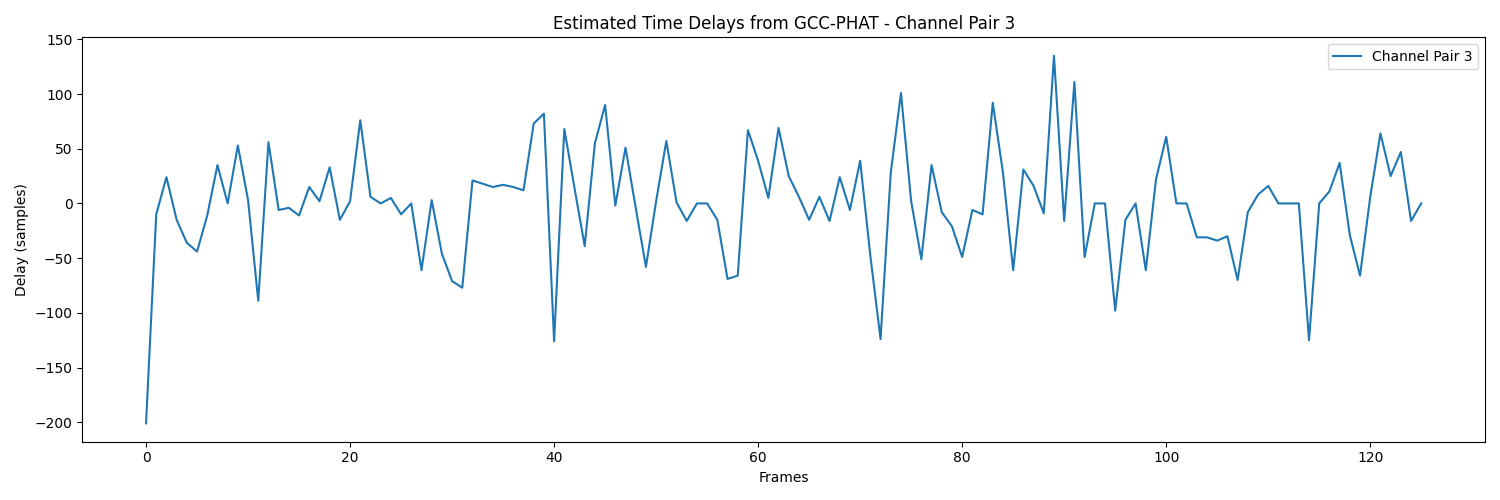 Estimated Time Delays from GCC-PHAT - Channel Pair 3
Channel Pair 3
Delay (samples)
150
100
50
0
−50
−100
−150
−200
0 20 40 60 80 100 120
Frames